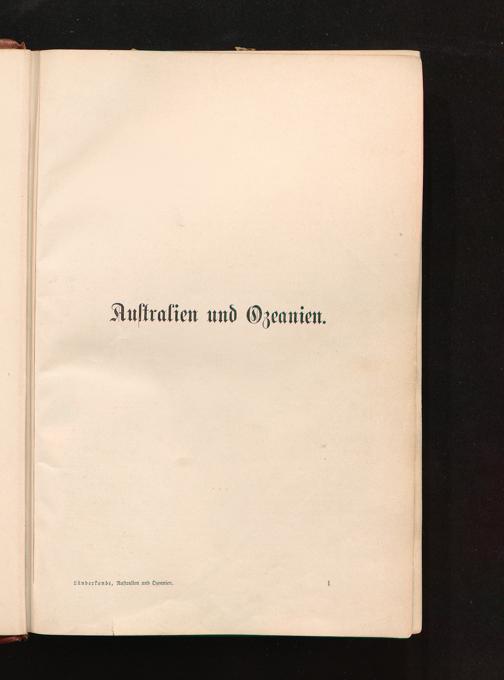 Australien und Ozeanien.
Länderkunde, Australien und Ozeanien. 1